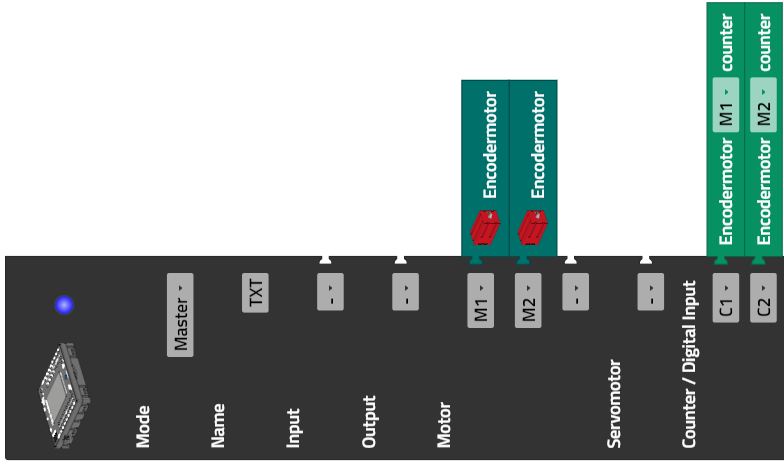 Mode Master
Name TXT
Input -
Output -
Motor M1 Encodermotor
M2 Encodermotor
-
Servomotor -
Counter / Digital Input
C1 Encodermotor M1 counter
C2 Encodermotor M2 counter